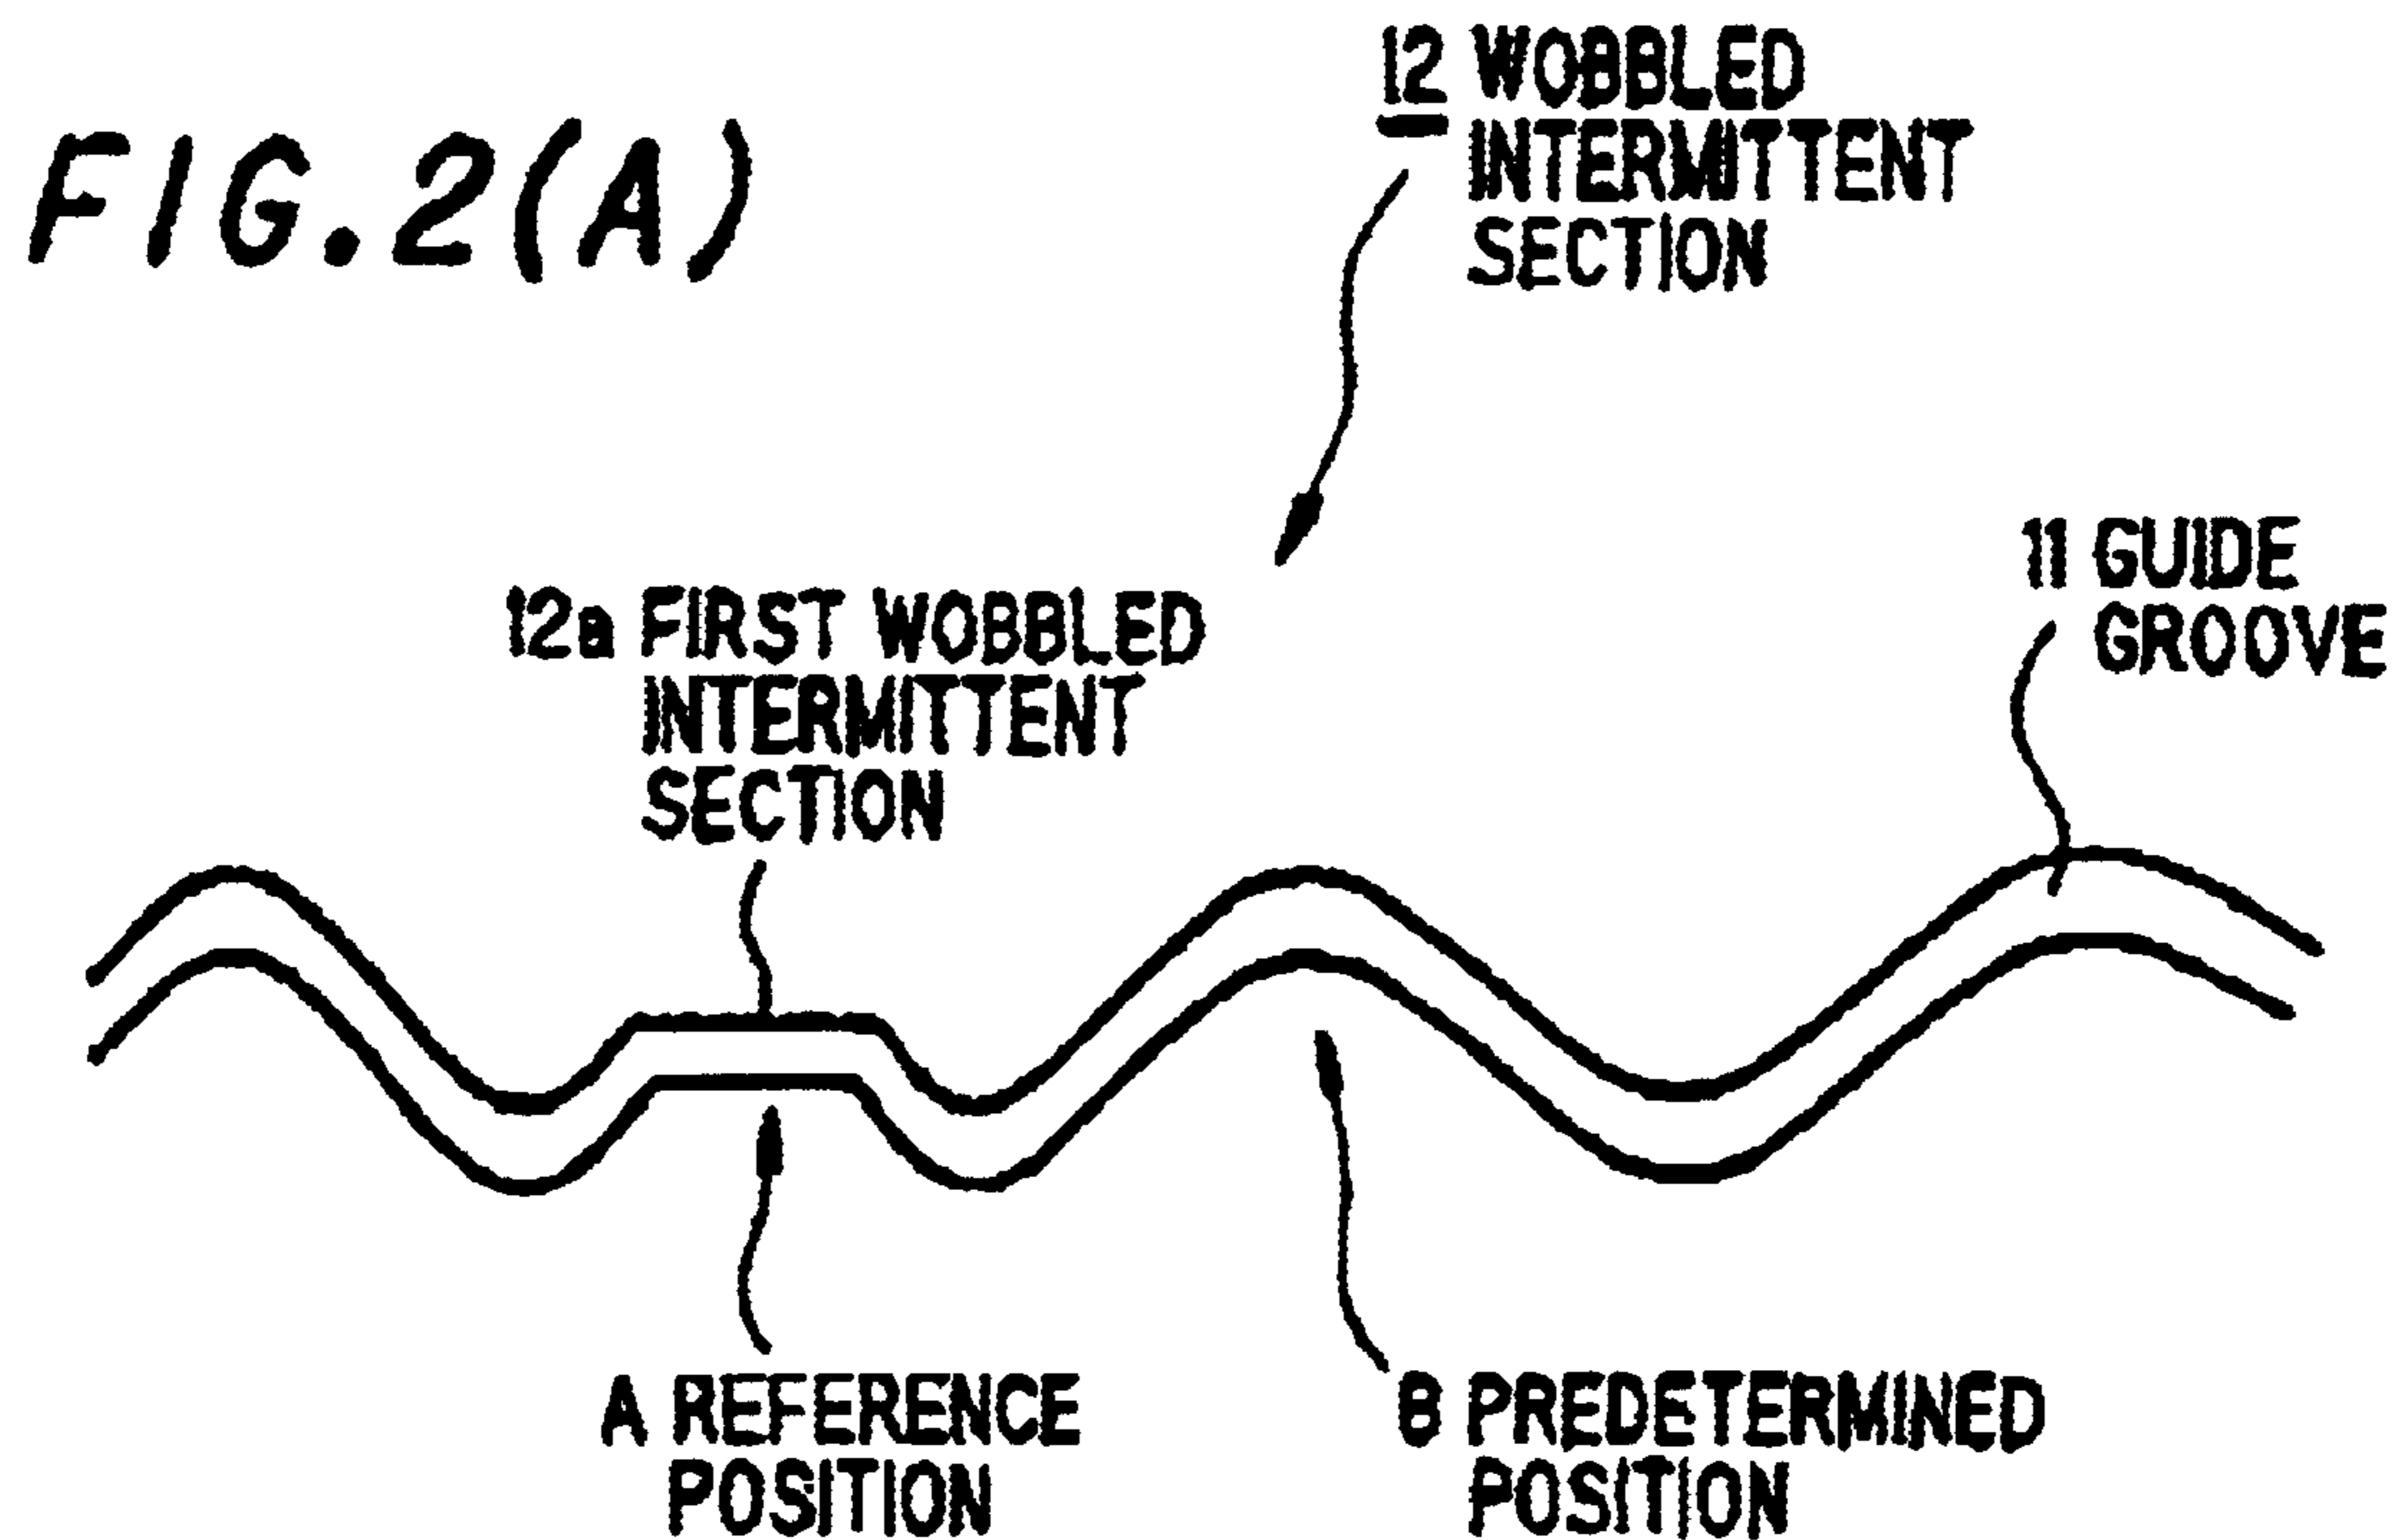 FIG.2(A)
12 WOBBLED
INTERMITTENT
SECTION
11 GUIDE
GROOVE
12a FIRST WOBBLED
INTERMITTENT
SECTION
A REFERENCE
POSITION
B PREDETERMINED
POSITION